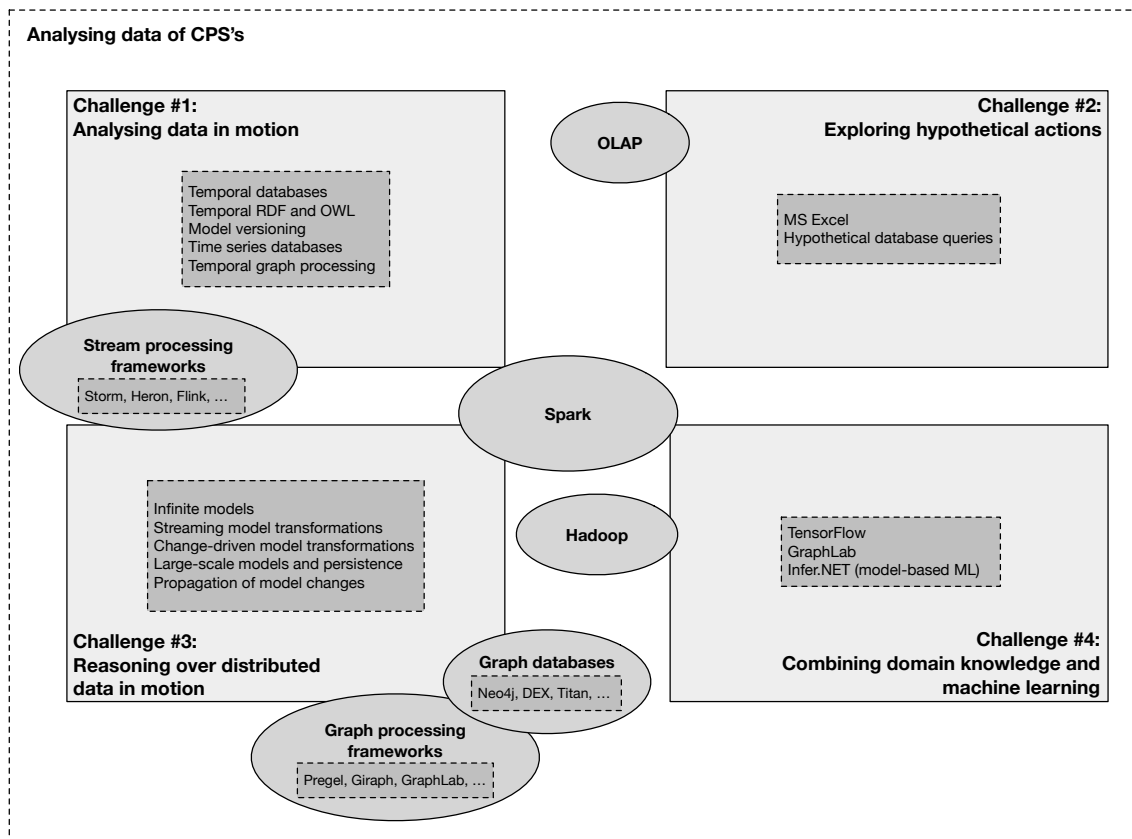 Analysing data of CPS's
Challenge #1:
Analysing data in motion
Temporal databases
Temporal RDF and OWL
Model versioning
Time series databases
Temporal graph processing
OLAP
Challenge #2:
Exploring hypothetical actions
MS Excel
Hypothetical database queries
Stream processing
frameworks
Storm, Heron, Flink, …
Spark
Infinite models
Streaming model transformations
Change-driven model transformations
Large-scale models and persistence
Propagation of model changes
Challenge #3:
Reasoning over distributed
data in motion
Hadoop
TensorFlow
GraphLab
Infer.NET (model-based ML)
Challenge #4:
Combining domain knowledge and
machine learning
Graph databases
Neo4j, DEX, Titan, …
Graph processing
frameworks
Pregel, Giraph, GraphLab, …